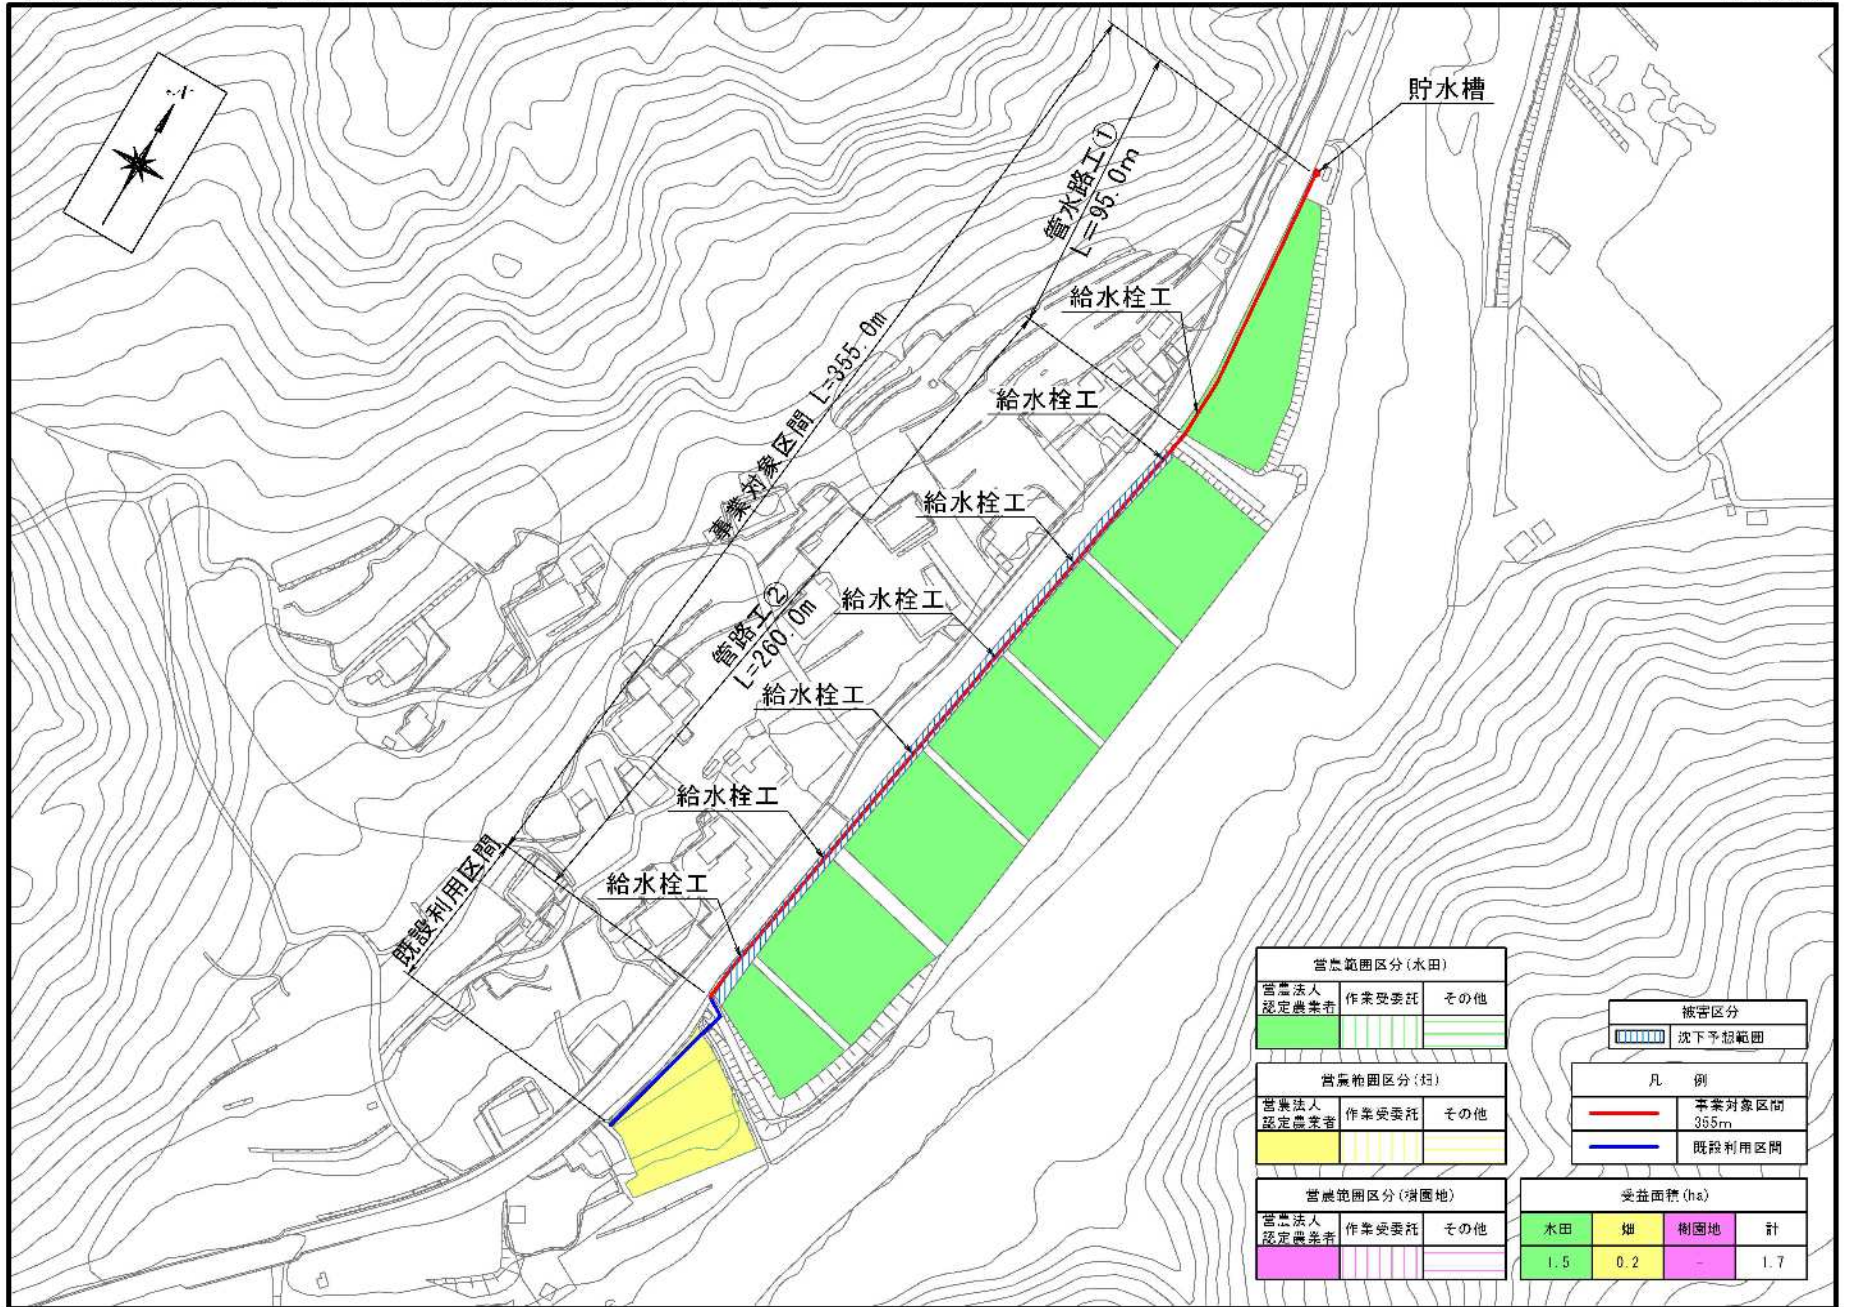 貯水槽
管水路工①
L=95.0m
給水栓工
事業対象区間 L=355.0m
給水栓工
給水栓工
管路工②
L=260.0m
給水栓工
給水栓工
給水栓工
既設利用区間
給水栓工
営農範囲区分(水田)
営農法人
認定農業者
作業受委託
その他
被害区分
沈下予想範囲
営農範囲区分(畑)
営農法人
認定農業者
作業受委託
その他
凡 例
事業対象区間
355m
既設利用区間
営農範囲区分(樹園地)
営農法人
認定農業者
作業受委託
その他
受益面積(ha)
水田 畑 樹園地 計
1.5 0.2 - 1.7